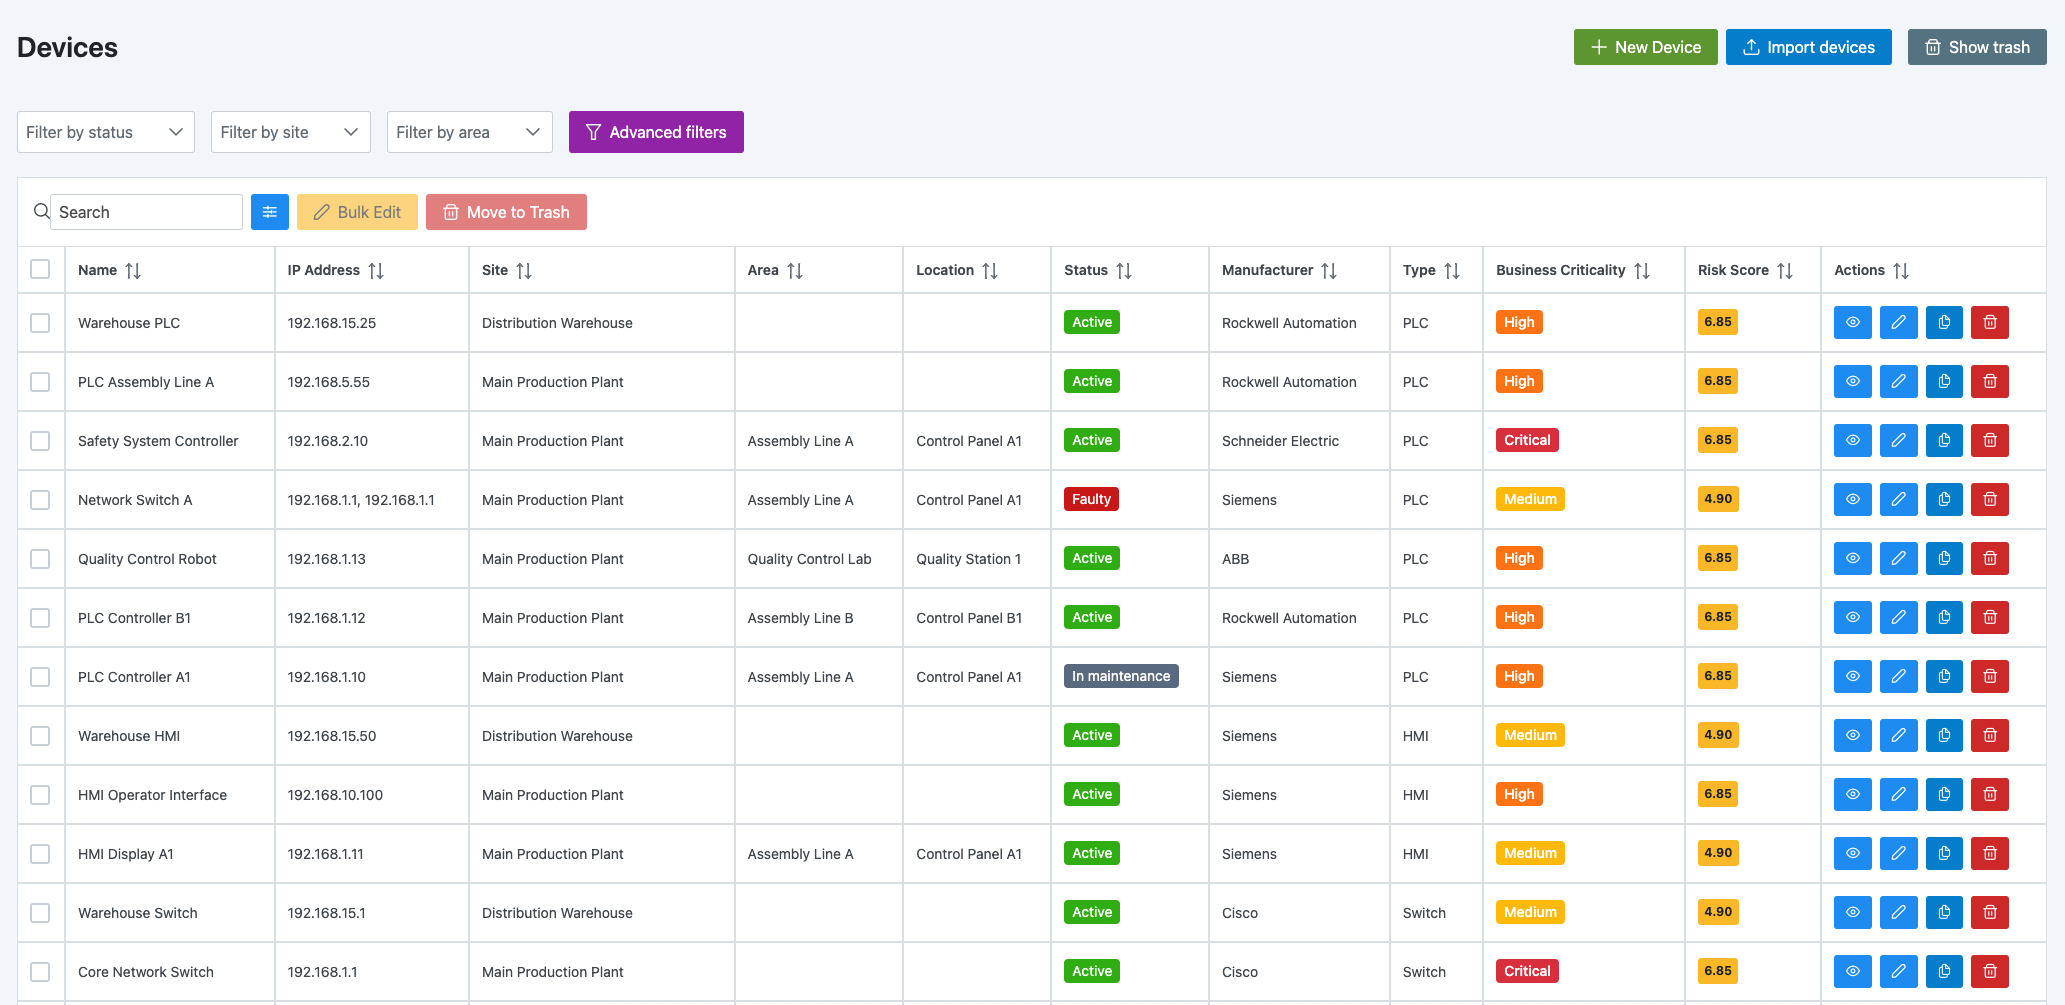 Devices
New Device
Import devices
Show trash
Filter by status
Filter by site
Filter by area
Advanced filters
Search
Bulk Edit
Move to Trash
Name IP Address Site Area Location Status Manufacturer Type Business Criticality Risk Score Actions
Warehouse PLC 192.168.15.25 Distribution Warehouse Active Rockwell Automation PLC High 6.85
PLC Assembly Line A 192.168.5.55 Main Production Plant Active Rockwell Automation PLC High 6.85
Safety System Controller 192.168.2.10 Main Production Plant Assembly Line A Control Panel A1 Active Schneider Electric PLC Critical 6.85
Network Switch A 192.168.1.1, 192.168.1.1 Main Production Plant Assembly Line A Control Panel A1 Faulty Siemens PLC Medium 4.90
Quality Control Robot 192.168.1.13 Main Production Plant Quality Control Lab Quality Station 1 Active ABB PLC High 6.85
PLC Controller B1 192.168.1.12 Main Production Plant Assembly Line B Control Panel B1 Active Rockwell Automation PLC High 6.85
PLC Controller A1 192.168.1.10 Main Production Plant Assembly Line A Control Panel A1 In maintenance Siemens PLC High 6.85
Warehouse HMI 192.168.15.50 Distribution Warehouse Active Siemens HMI Medium 4.90
HMI Operator Interface 192.168.10.100 Main Production Plant Active Siemens HMI High 6.85
HMI Display A1 192.168.1.11 Main Production Plant Assembly Line A Control Panel A1 Active Siemens HMI Medium 4.90
Warehouse Switch 192.168.15.1 Distribution Warehouse Active Cisco Switch Medium 4.90
Core Network Switch 192.168.1.1 Main Production Plant Active Cisco Switch Critical 6.85